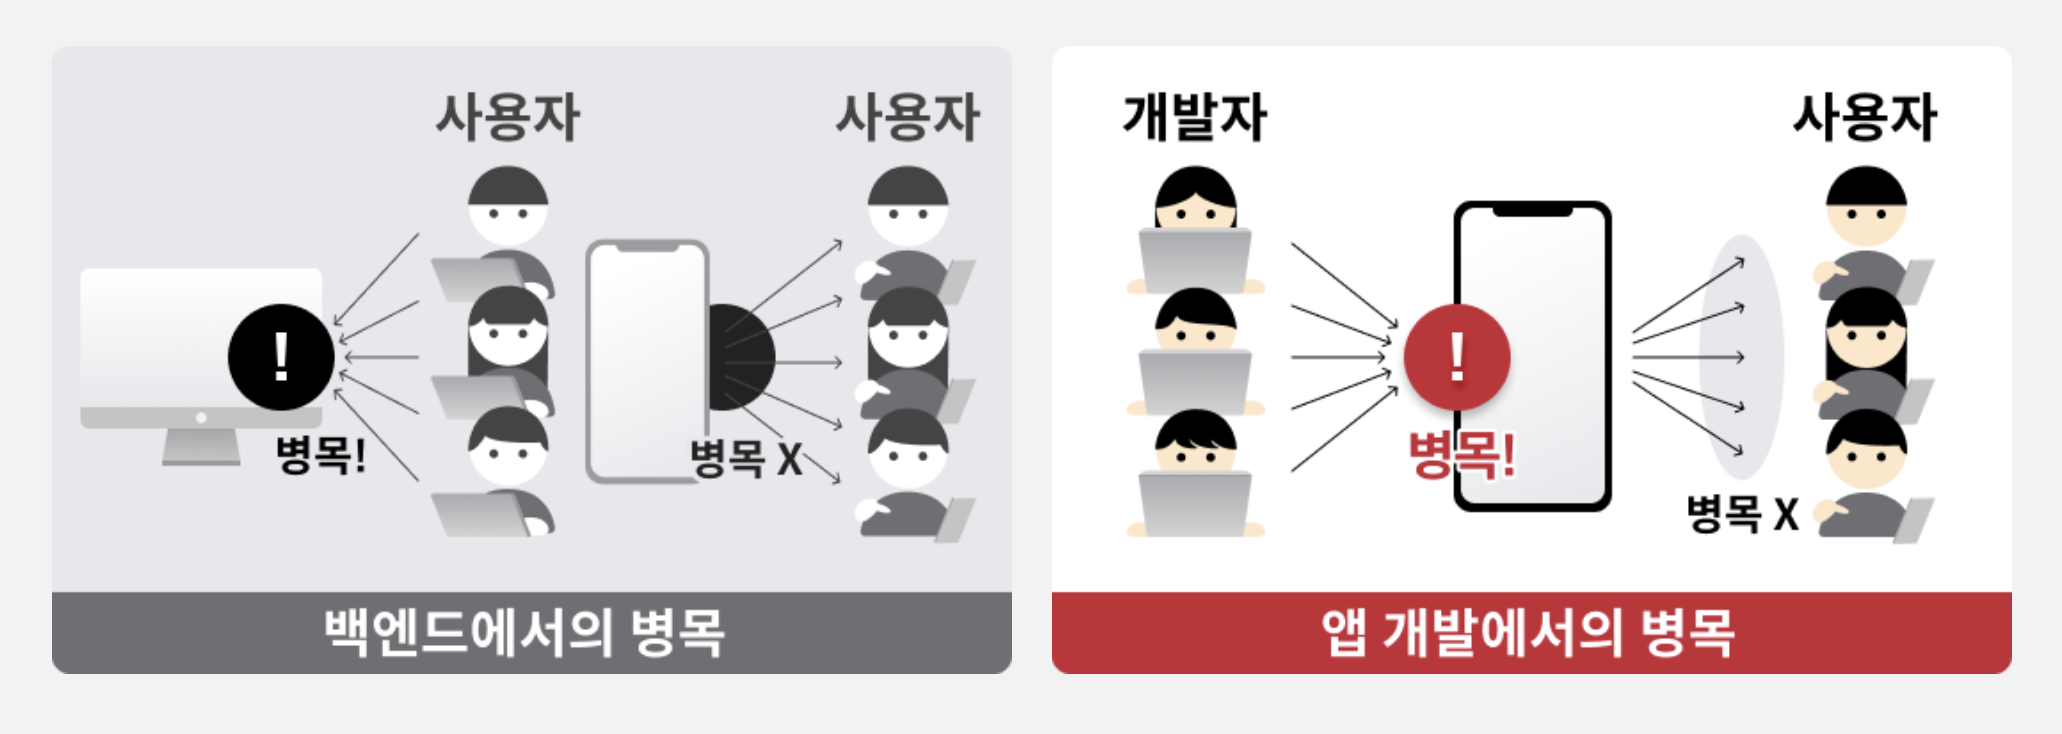 사용자
사용자
!
병목!
병목 X
백엔드에서의 병목
개발자
사용자
!
병목!
병목 X
앱 개발에서의 병목